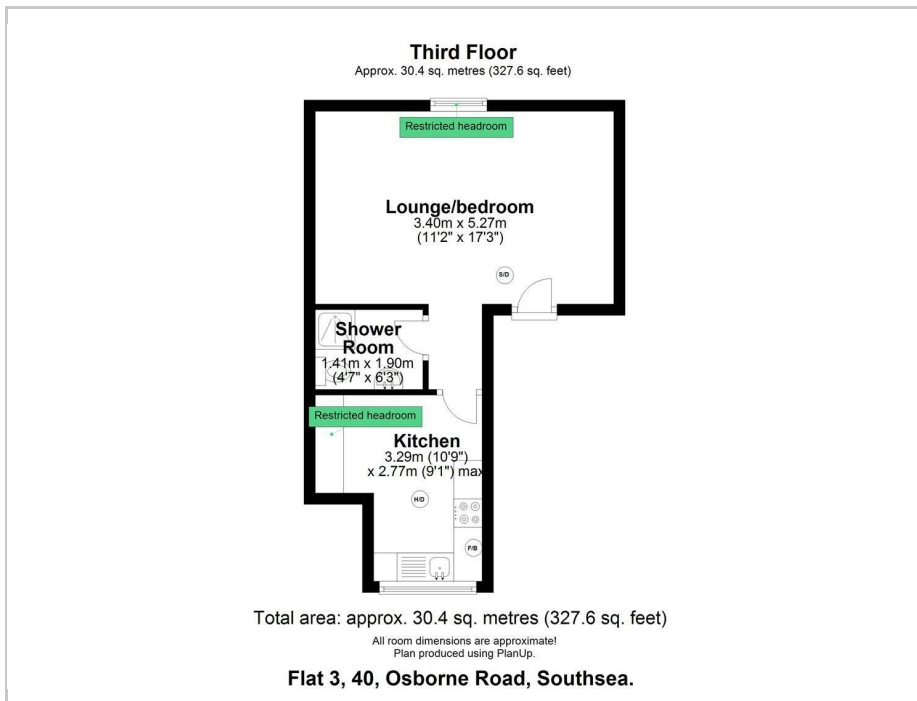 Third Floor
Approx. 30.4 sq. metres (327.6 sq. feet)
Restricted headroom
Lounge/bedroom
3.40m x 5.27m
(11'2" x 17'3")
S/D
Shower
Room
1.41m x 1.90m
(4'7" x 6'3")
Restricted headroom
Kitchen
3.29m (10'9")
x 2.77m (9'1") max
H/D
F/B
Total area: approx. 30.4 sq. metres (327.6 sq. feet)
All room dimensions are approximate!
Plan produced using PlanUp.
Flat 3, 40, Osborne Road, Southsea.